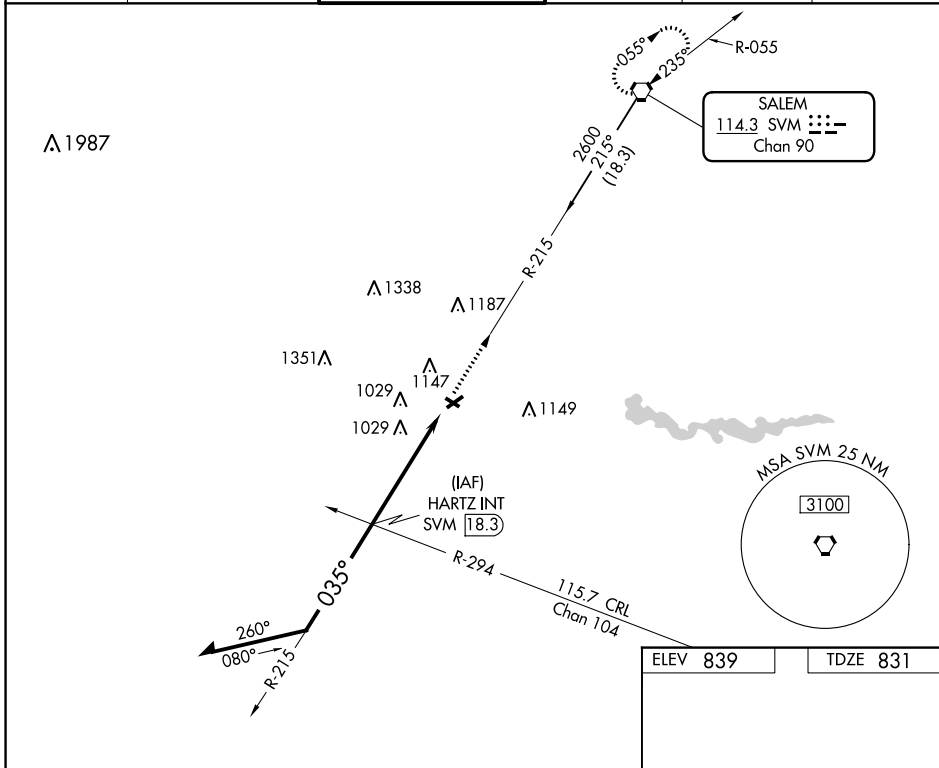 055°
235°
R-055
SALEM
114.3 SVM
Chan 90
1987
2600
215°
(18.3)
R-215
1338
1187
1351
1147
1029
1149
1029
MSA SVM 25 NM
3100
(IAF)
HARTZ INT
SVM 18.3
R-294
115.7 CRL
Chan 104
035°
260°
080°
R-215
ELEV 839
TDZE 831